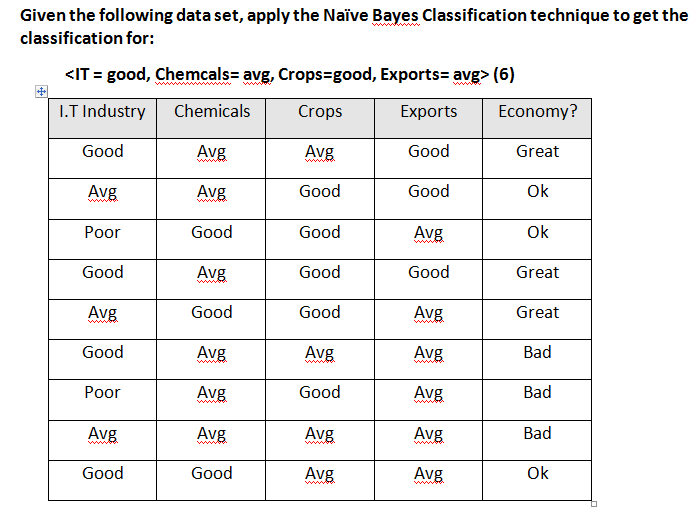 Given the following data set, apply the Naïve Bayes Classification technique to get the
classification for:
<IT = good, Chemcals= avg, Crops=good, Exports= avg> (6)
I.T Industry Chemicals Crops Exports Economy?
Good Avg Avg Good Great
Avg Avg Good Good Ok
Poor Good Good Avg Ok
Good Avg Good Good Great
Avg Good Good Avg Great
Good Avg Avg Avg Bad
Poor Avg Good Avg Bad
Avg Avg Avg Avg Bad
Good Good Avg Avg Ok